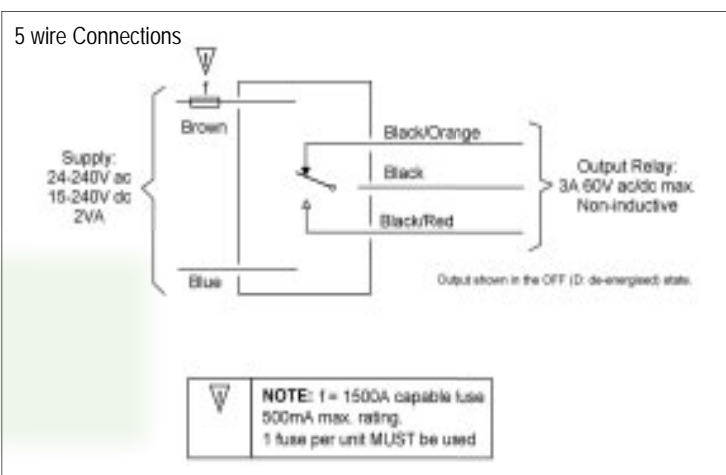 5 wire Connections
f
Brown
Supply:
24-240V ac
15-240V dc
2VA
Blue
Black/Orange
Black
Black/Red
Output Relay:
3A 60V ac/dc max.
Non-inductive
Output shown in the OFF (D: de-energised) state.
NOTE: f = 1500A capable fuse
500mA max. rating.
1 fuse per unit MUST be used